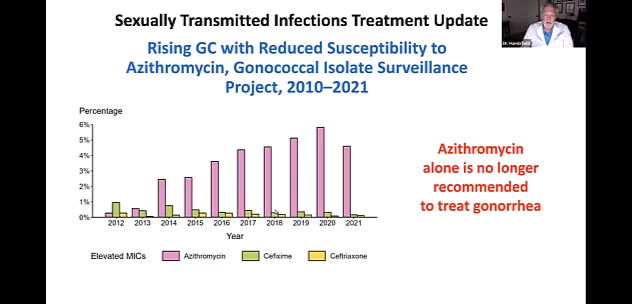 Sexually Transmitted Infections Treatment Update
Rising GC with Reduced Susceptibility to
Azithromycin, Gonococcal Isolate Surveillance
Project, 2010–2021
Percentage
6%
5%
4%
3%
2%
1%
0%
2012 2013 2014 2015 2016 2017 2018 2019 2020 2021
Year
Elevated MICs Azithromycin Cefixime Ceftriaxone
Azithromycin
alone is no longer
recommended
to treat gonorrhea
Dr.